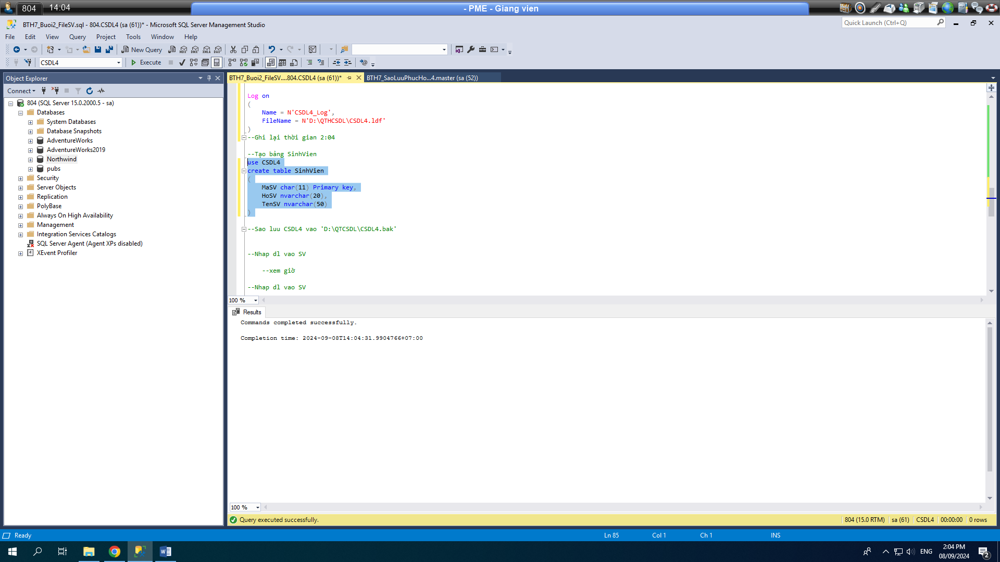 804
14:04
- PME - Giang vien
BTH7_Buoi2_FileSV.sql - 804.CSDL4 (sa (61))* - Microsoft SQL Server Management Studio
Quick Launch (Ctrl+Q)
File Edit View Query Project Tools Window Help
New Query
MDX DMX XMLA DAX
CSDL4
Execute
Object Explorer
BTH7_Buoi2_FileSV....804.CSDL4 (sa (61))*
BTH7_SaoLuuPhucHo...4.master (sa (52))
Connect
804 (SQL Server 15.0.2000.5 - sa)
Databases
System Databases
Database Snapshots
AdventureWorks
AdventureWorks2019
Northwind
pubs
Security
Server Objects
Replication
PolyBase
Always On High Availability
Management
Integration Services Catalogs
SQL Server Agent (Agent XPs disabled)
XEvent Profiler
Log on
(
Name = N'CSDL4_Log',
FileName = N'D:\QTHCSDL\CSDL4.ldf'
)
--Ghi lại thời gian 2:04
--Tạo bảng SinhVien
use CSDL4
create table SinhVien
(
MaSV char(11) Primary key,
HoSV nvarchar(20),
TenSV nvarchar(50)
)
--Sao luu CSDL4 vao 'D:\QTCSDL\CSDL4.bak'
--Nhap dl vao SV
--xem giờ
--Nhap dl vao SV
100 %
Results
Commands completed successfully.
Completion time: 2024-09-08T14:04:31.9904766+07:00
100 %
Query executed successfully.
804 (15.0 RTM)
sa (61)
CSDL4
00:00:00
0 rows
Ready
Ln 85
Col 1
Ch 1
INS
ENG
2:04 PM
08/09/2024
2